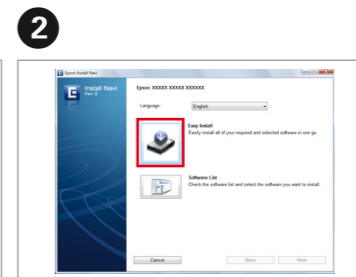 2
Epson Install Navi
Install Navi
Ver.
Epson XXXXX XXXXX XXXXXX
Language:
English
Easy Install
Easily install all of your required and selected software in one go.
Software List
Check the software list and select the software you want to install.
Cancel
Back
Next